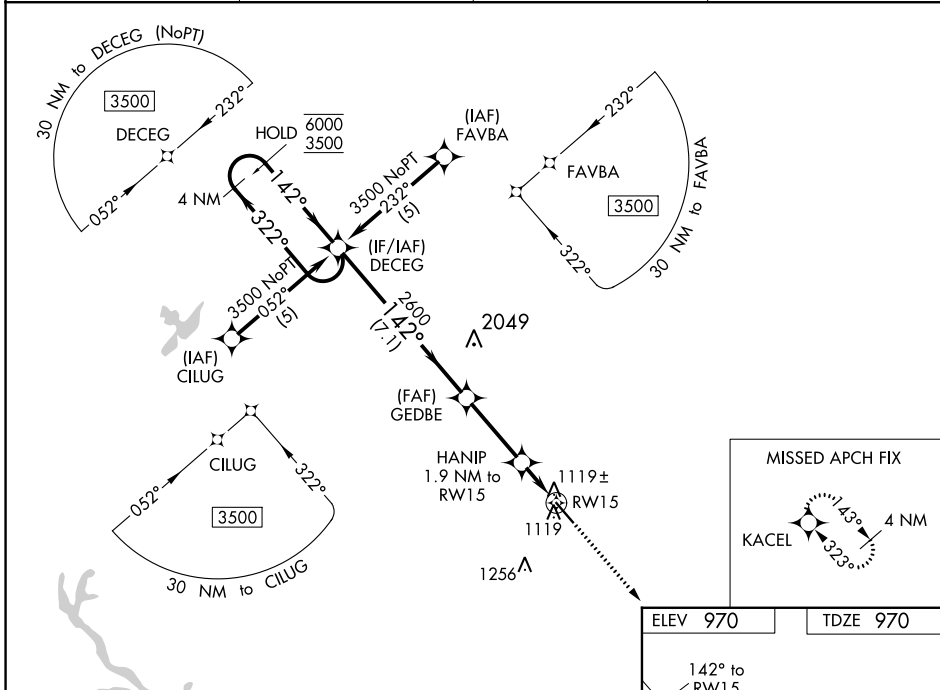 30 NM to DECEG (NoPT)
3500
DECEG
232°
052°
HOLD
6000
3500
4 NM
142°
322°
(IAF)
FAVBA
3500 NoPT
232°
(5)
(IF/IAF)
DECEG
3500 NoPT
052°
(5)
(IAF)
CILUG
232°
FAVBA
3500
322°
30 NM to FAVBA
2600
142°
(7.1)
2049
(FAF)
GEDBE
HANIP
1.9 NM to
RW15
1119±
RW15
1119
1256
CILUG
052°
322°
3500
30 NM to CILUG
MISSED APCH FIX
KACEL
143°
323°
4 NM
ELEV 970
TDZE 970
142° to
RW15